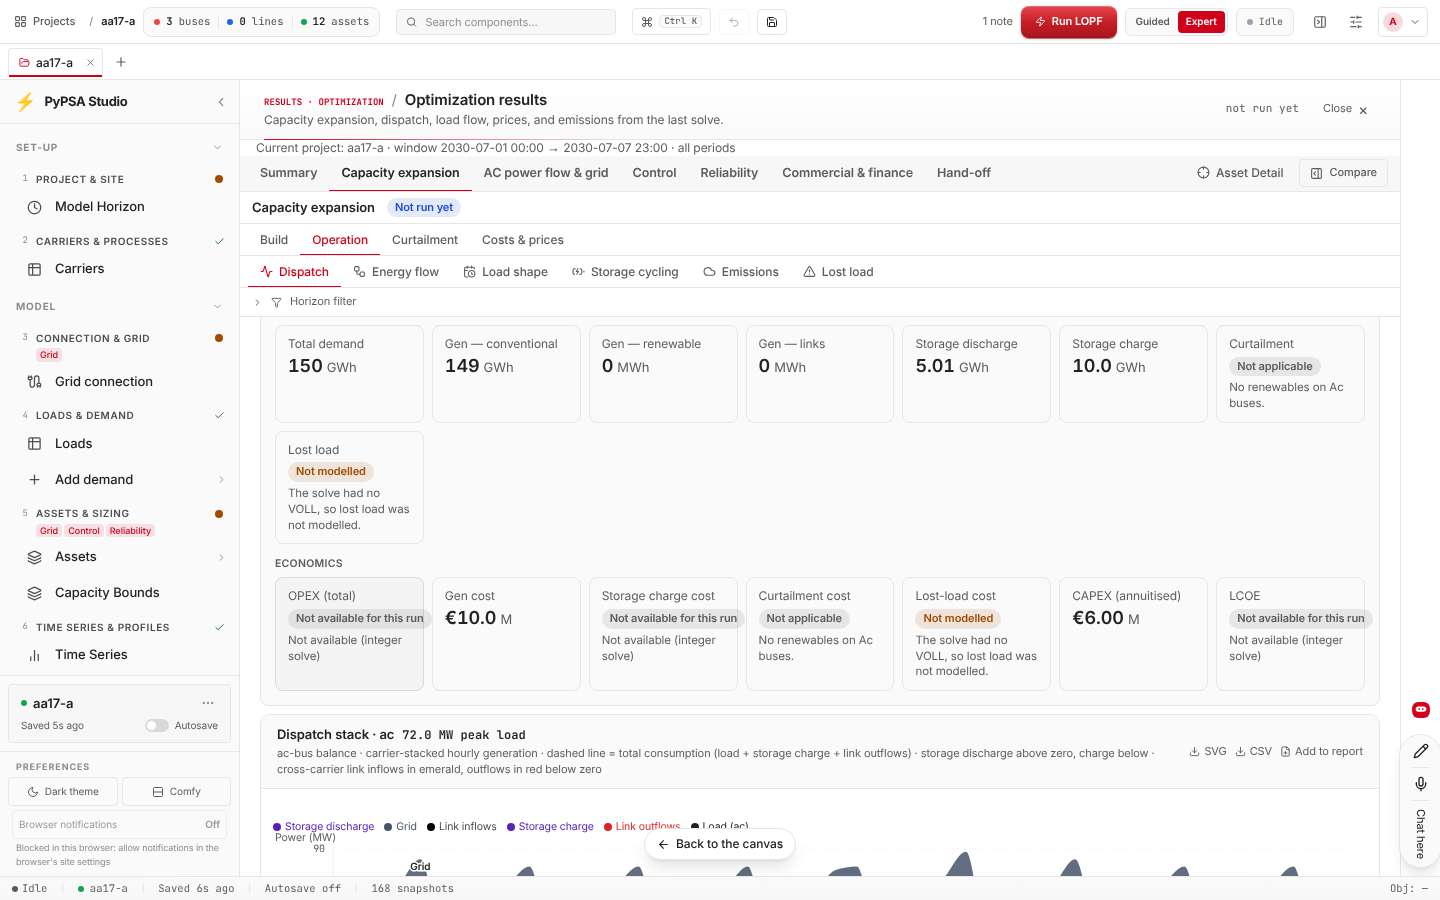 Projects / aa17-a
3 buses 0 lines 12 assets
Search components...
⌘ Ctrl K
1 note
Run LOPF
Guided Expert
Idle
A
aa17-a
PyPSA Studio
SET-UP
1 PROJECT & SITE
Model Horizon
2 CARRIERS & PROCESSES
Carriers
MODEL
3 CONNECTION & GRID
Grid
Grid connection
4 LOADS & DEMAND
Loads
Add demand
5 ASSETS & SIZING
Grid Control Reliability
Assets
Capacity Bounds
6 TIME SERIES & PROFILES
Time Series
aa17-a
Saved 5s ago Autosave
PREFERENCES
Dark theme Comfy
Browser notifications Off
Blocked in this browser: allow notifications in the
browser's site settings
RESULTS · OPTIMIZATION / Optimization results
Capacity expansion, dispatch, load flow, prices, and emissions from the last solve.
not run yet Close ×
Current project: aa17-a · window 2030-07-01 00:00 → 2030-07-07 23:00 · all periods
Summary Capacity expansion AC power flow & grid Control Reliability Commercial & finance Hand-off Asset Detail Compare
Capacity expansion Not run yet
Build Operation Curtailment Costs & prices
Dispatch Energy flow Load shape Storage cycling Emissions Lost load
Horizon filter
Total demand
150 GWh
Gen — conventional
149 GWh
Gen — renewable
0 MWh
Gen — links
0 MWh
Storage discharge
5.01 GWh
Storage charge
10.0 GWh
Curtailment
Not applicable
No renewables on Ac
buses.
Lost load
Not modelled
The solve had no
VOLL, so lost load was
not modelled.
ECONOMICS
OPEX (total)
Not available for this run
Not available (integer
solve)
Gen cost
€10.0 M
Storage charge cost
Not available for this run
Not available (integer
solve)
Curtailment cost
Not applicable
No renewables on Ac
buses.
Lost-load cost
Not modelled
The solve had no
VOLL, so lost load was
not modelled.
CAPEX (annuitised)
€6.00 M
LCOE
Not available for this run
Not available (integer
solve)
Dispatch stack · ac 72.0 MW peak load
ac-bus balance · carrier-stacked hourly generation · dashed line = total consumption (load + storage charge + link outflows) · storage discharge above zero, charge below ·
cross-carrier link inflows in emerald, outflows in red below zero
SVG CSV Add to report
Storage discharge Grid Link inflows Storage charge Link outflows Load (ac)
Power (MW)
90
Grid
Back to the canvas
Chat here
Idle aa17-a Saved 6s ago Autosave off 168 snapshots Obj: —